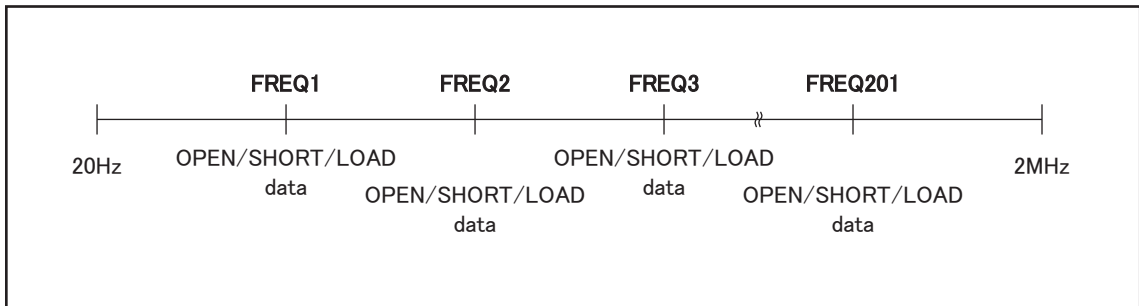 FREQ1 FREQ2 FREQ3 FREQ201
20Hz OPEN/SHORT/LOAD OPEN/SHORT/LOAD 2MHz
data data
OPEN/SHORT/LOAD OPEN/SHORT/LOAD
data data